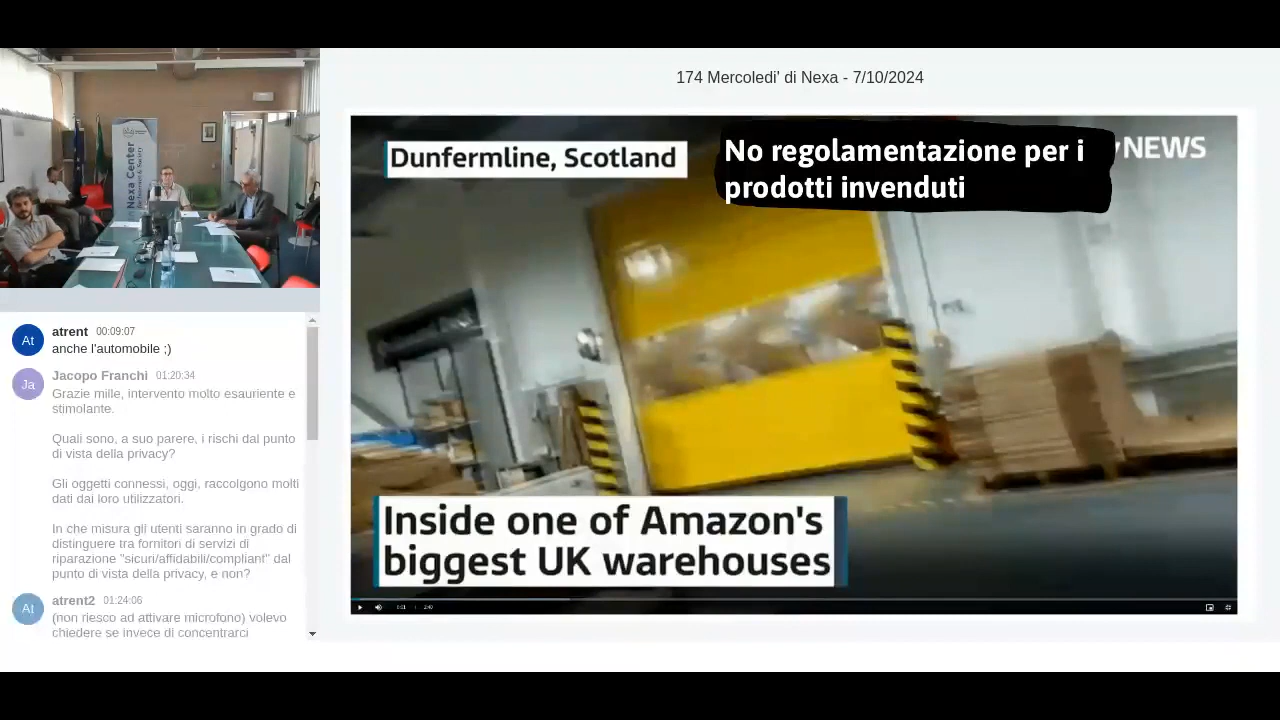 174 Mercoledi' di Nexa - 7/10/2024
Dunfermline, Scotland
No regolamentazione per i
prodotti invenduti
NEWS
Inside one of Amazon's
biggest UK warehouses
Nexa Center
At
atrent 00:09:07
anche l'automobile ;)
Ja
Jacopo Franchi 01:20:34
Grazie mille, intervento molto esauriente e
stimolante.
Quali sono, a suo parere, i rischi dal punto
di vista della privacy?
Gli oggetti connessi, oggi, raccolgono molti
dati dai loro utilizzatori.
In che misura gli utenti saranno in grado di
distinguere tra fornitori di servizi di
riparazione "sicuri/affidabili/compliant" dal
punto di vista della privacy, e non?
At
atrent2 01:24:06
(non riesco ad attivare microfono) volevo
chiedere se invece di concentrarci